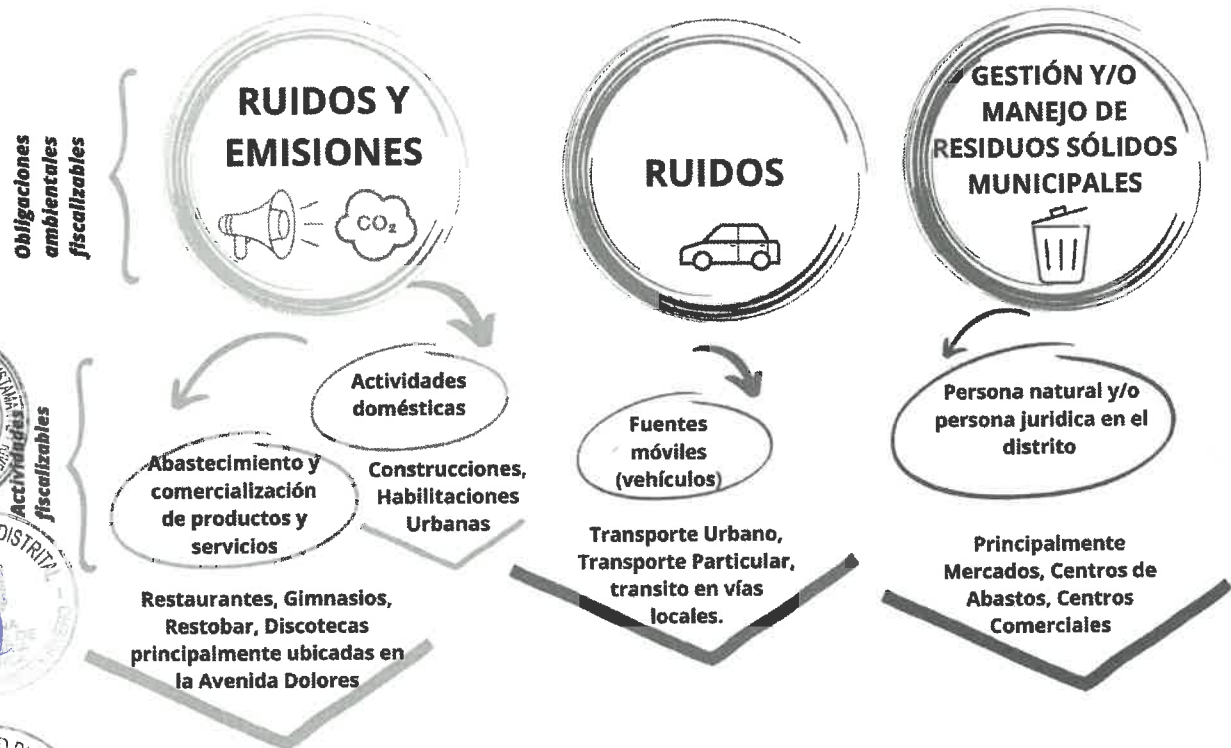 Obligaciones
ambientales
fiscalizables
RUIDOS Y
EMISIONES
CO₂
RUIDOS
GESTIÓN Y/O
MANEJO DE
RESIDUOS SÓLIDOS
MUNICIPALES
Actividades
fiscalizables
Actividades
domésticas
Construcciones,
Habilitaciones
Urbanas
Abastecimiento y
comercialización
de productos y
servicios
Restaurantes, Gimnasios,
Restobar, Discotecas
principalmente ubicadas en
la Avenida Dolores
Fuentes
móviles
(vehículos)
Transporte Urbano,
Transporte Particular,
transito en vías
locales.
Persona natural y/o
persona juridica en el
distrito
Principalmente
Mercados, Centros de
Abastos, Centros
Comerciales
DISTRITAL